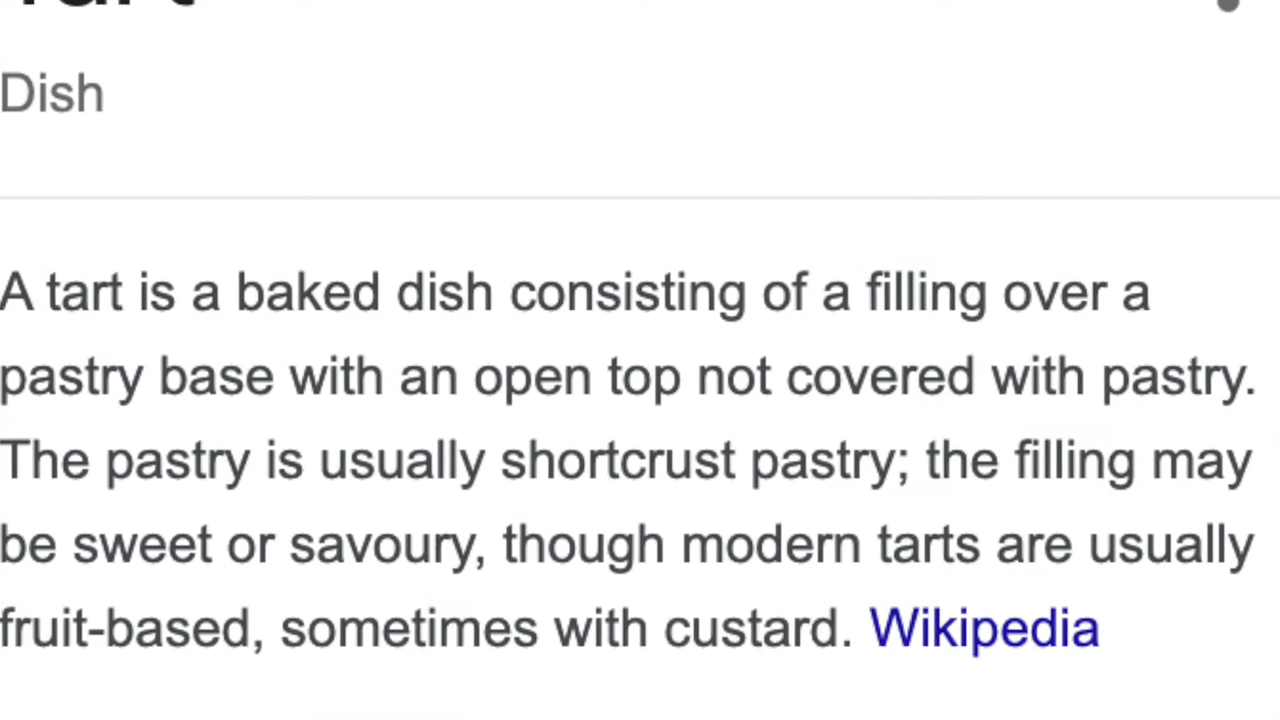 Tart
Dish
A tart is a baked dish consisting of a filling over a
pastry base with an open top not covered with pastry.
The pastry is usually shortcrust pastry; the filling may
be sweet or savoury, though modern tarts are usually
fruit-based, sometimes with custard. Wikipedia